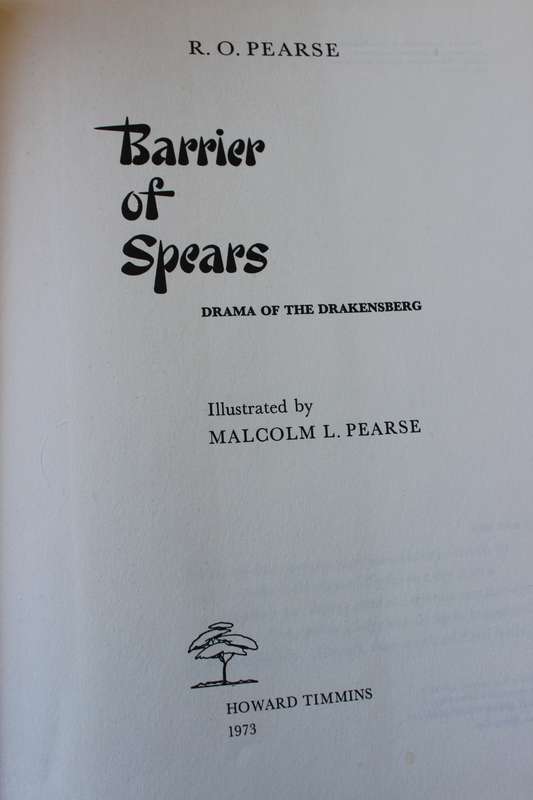 R. O. PEARSE
Barrier
of
Spears
DRAMA OF THE DRAKENSBERG
Illustrated by
MALCOLM L. PEARSE
HOWARD TIMMINS
1973